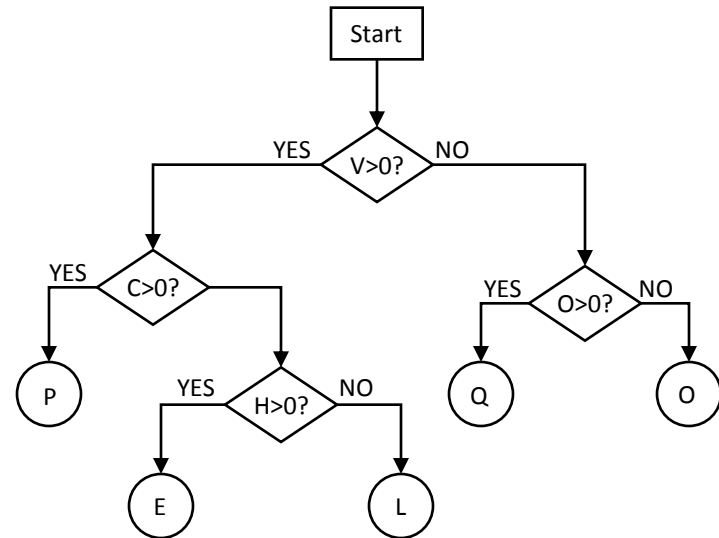 Start
YES
V>0?
NO
YES
C>0?
YES
O>0?
NO
P
YES
H>0?
NO
Q
O
E
L